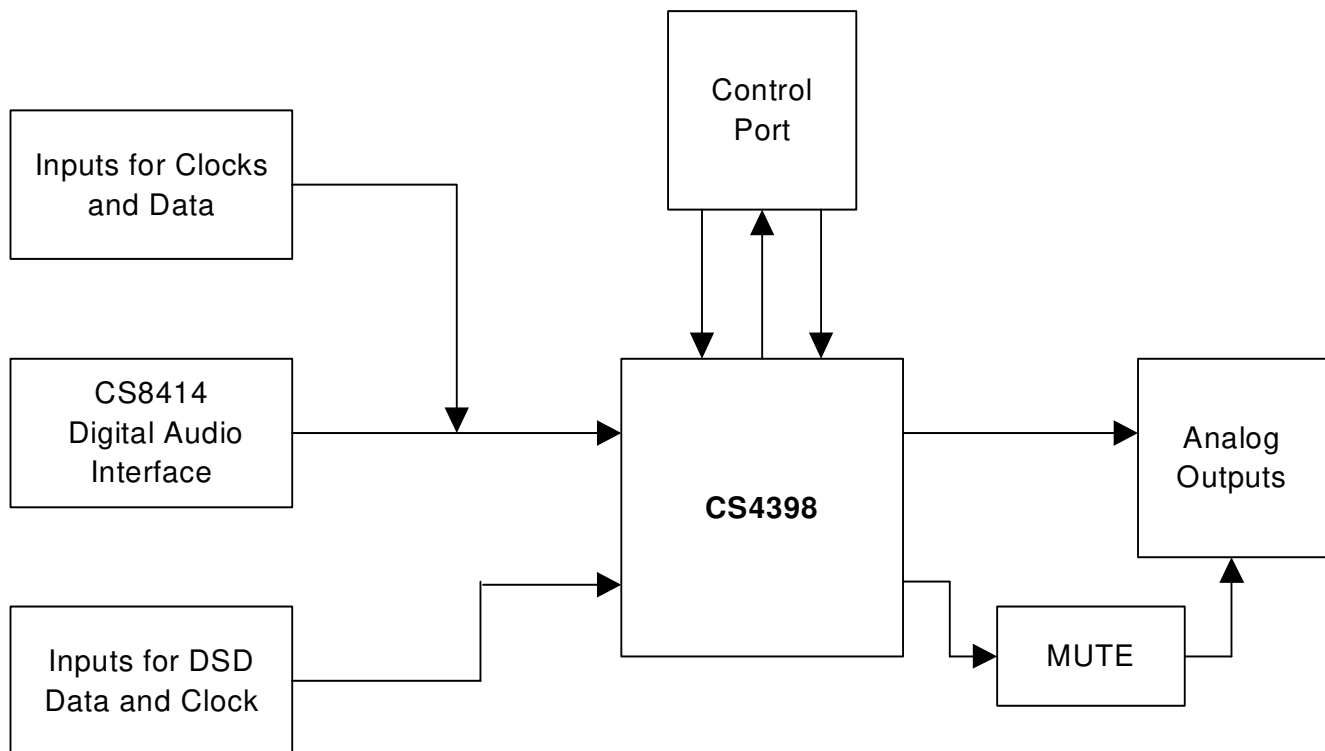 Control
Port
Inputs for Clocks
and Data
CS8414
Digital Audio
Interface
CS4398
Analog
Outputs
Inputs for DSD
Data and Clock
MUTE